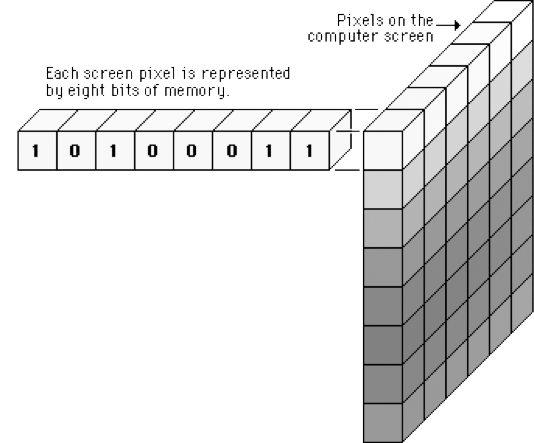 Pixels on the
computer screen
Each screen pixel is represented
by eight bits of memory.
1 0 1 0 0 0 1 1